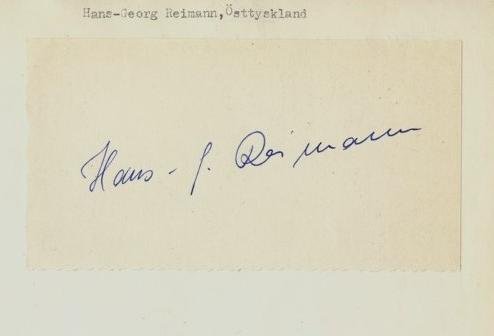 Hans-Georg Reimann,Östtyskland
Hans - G. Reimann